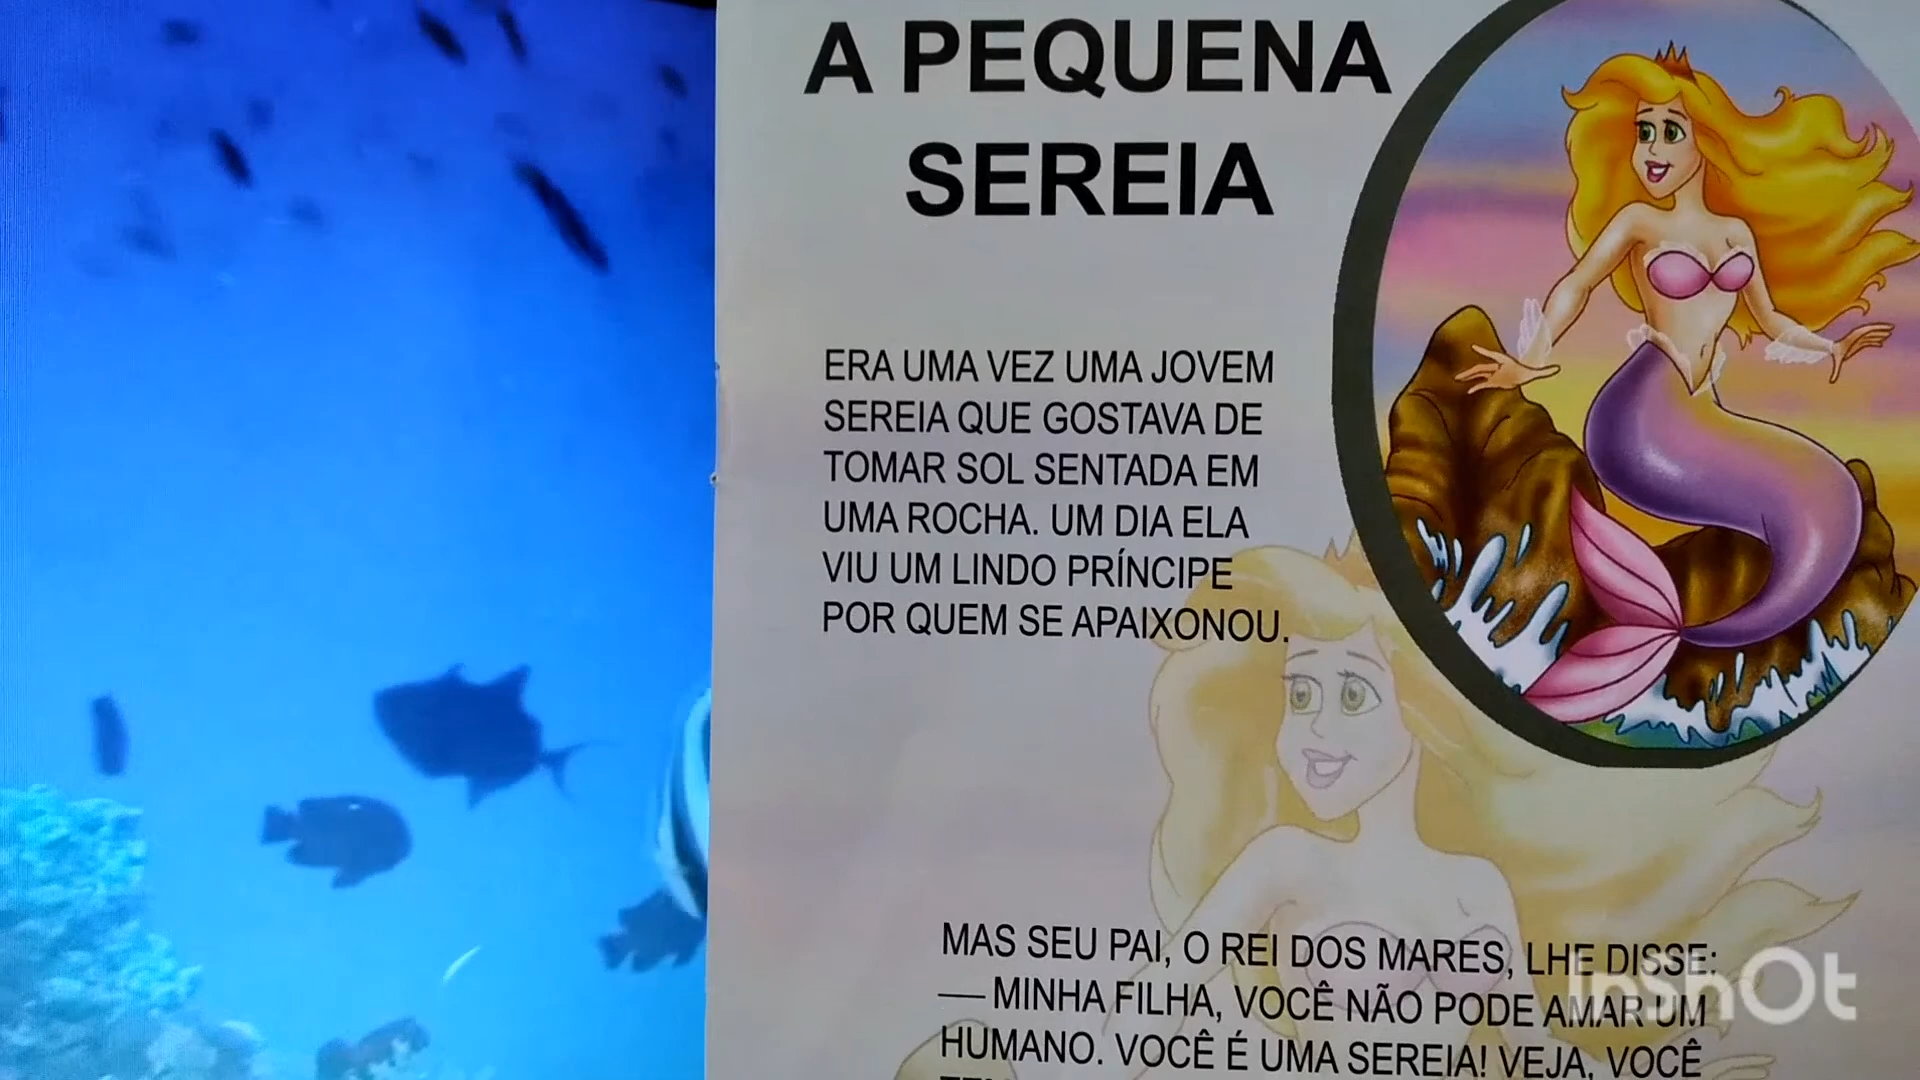 A PEQUENA
SEREIA
ERA UMA VEZ UMA JOVEM
SEREIA QUE GOSTAVA DE
TOMAR SOL SENTADA EM
UMA ROCHA. UM DIA ELA
VIU UM LINDO PRÍNCIPE
POR QUEM SE APAIXONOU.
MAS SEU PAI, O REI DOS MARES, LHE DISSE:
— MINHA FILHA, VOCÊ NÃO PODE AMAR UM
HUMANO. VOCÊ É UMA SEREIA! VEJA, VOCÊ
InShOt